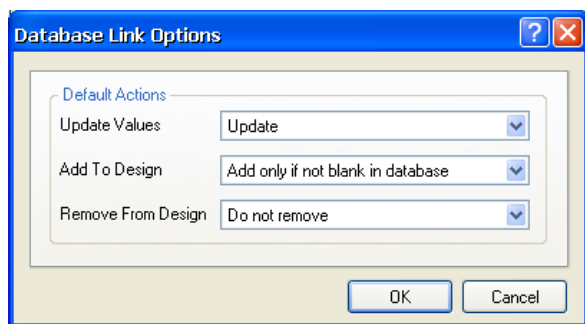 Database Link Options
Default Actions
Update Values Update
Add To Design Add only if not blank in database
Remove From Design Do not remove
OK Cancel